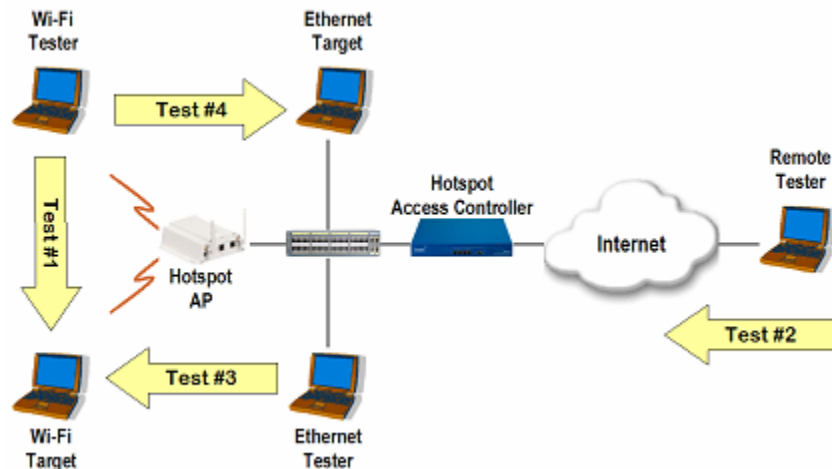 Wi-Fi
Tester
Ethernet
Target
Test #4
Test #1
Hotspot
AP
Hotspot
Access Controller
Internet
Remote
Tester
Test #2
Test #3
Wi-Fi
Target
Ethernet
Tester